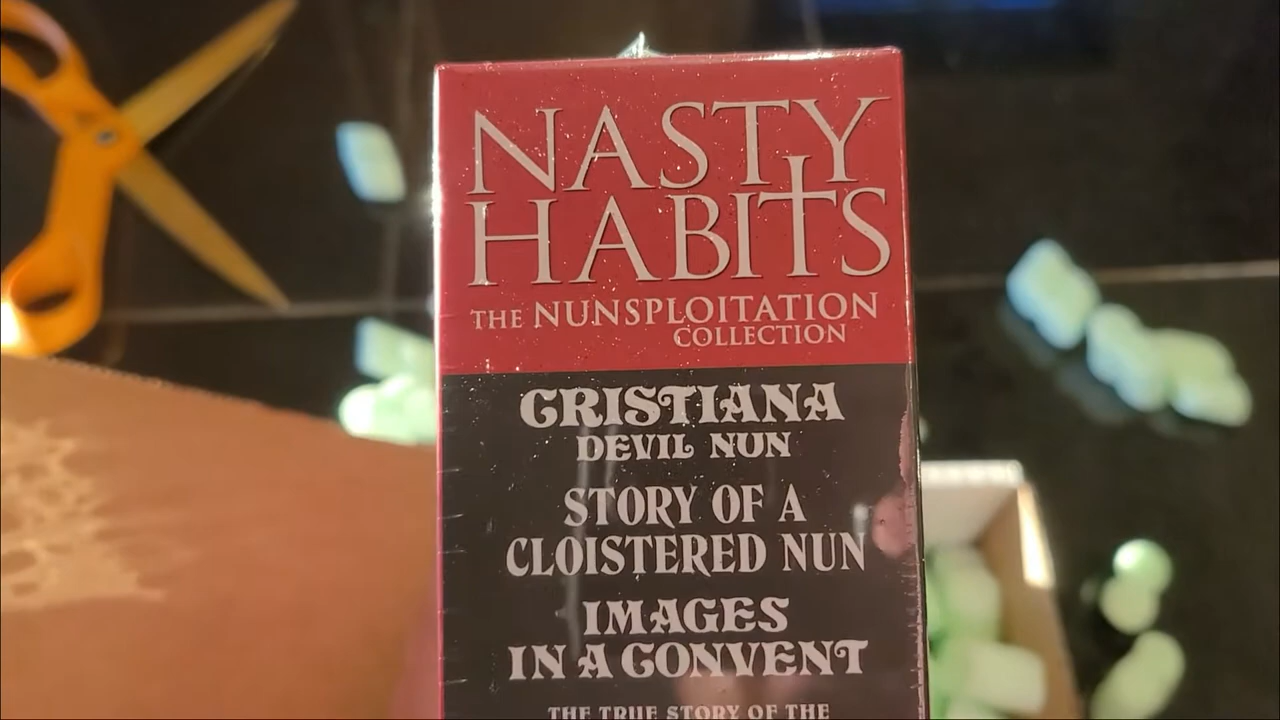 NASTY
HABITS
THE NUNSPLOITATION
COLLECTION
CRISTIANA
DEVIL NUN
STORY OF A
CLOISTERED NUN
IMAGES
IN A CONVENT
THE TRUE STORY OF THE